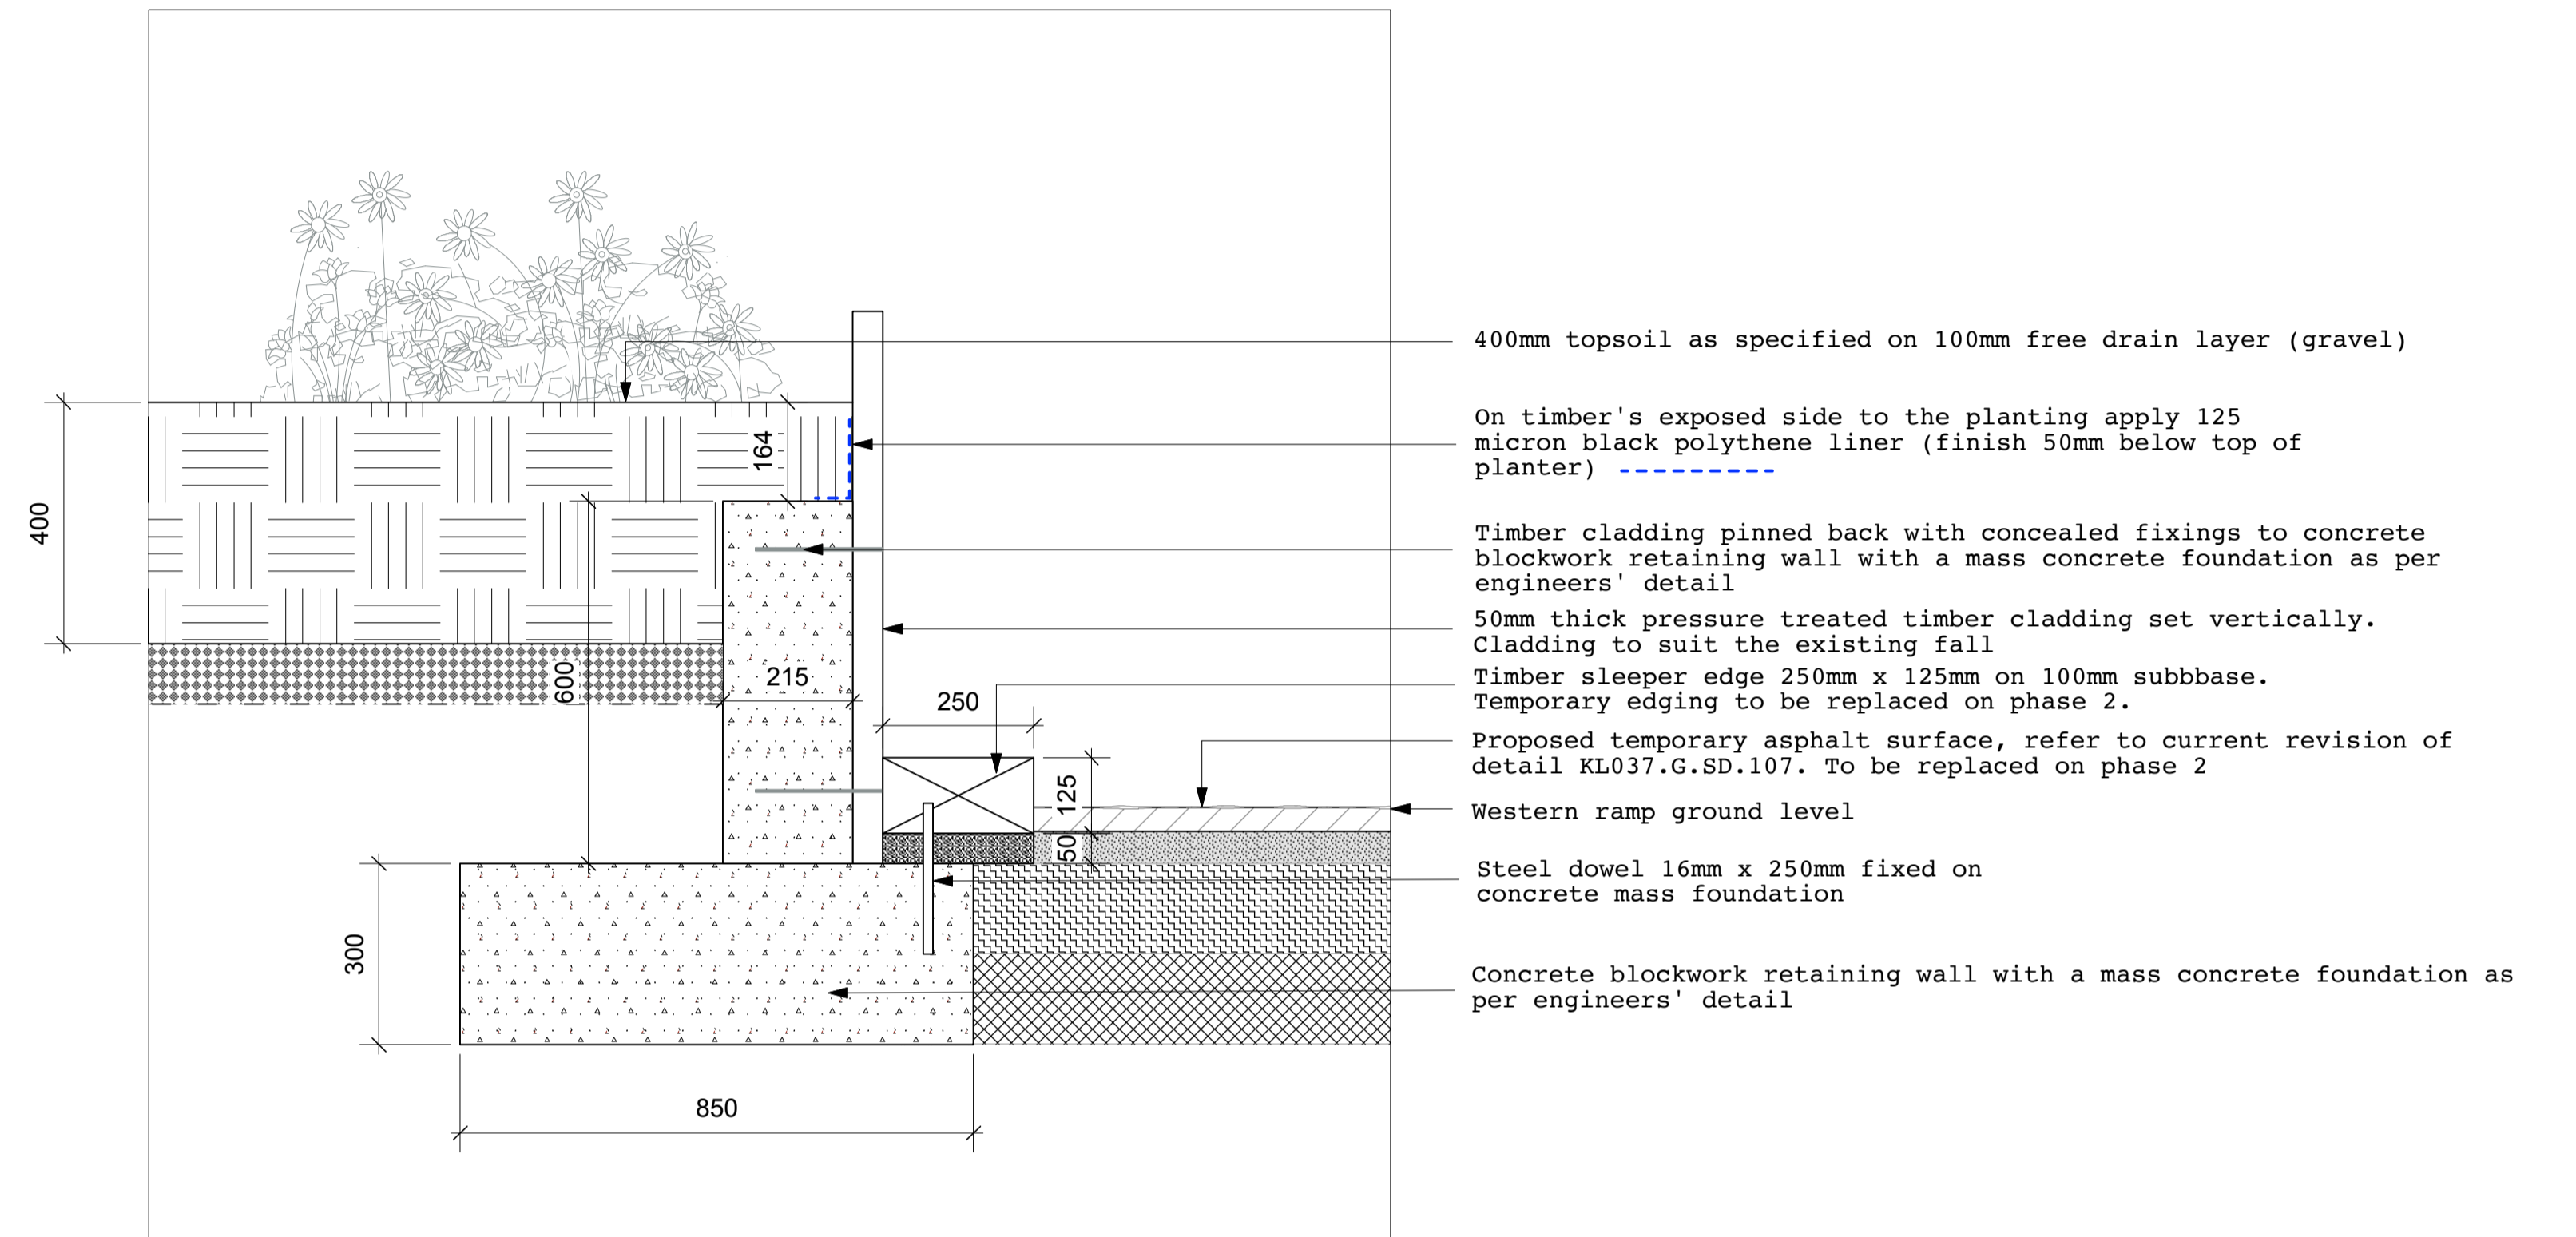 400mm topsoil as specified on 100mm free drain layer (gravel)
On timber's exposed side to the planting apply 125
micron black polythene liner (finish 50mm below top of
planter)
Timber cladding pinned back with concealed fixings to concrete
blockwork retaining wall with a mass concrete foundation as per
engineers' detail
50mm thick pressure treated timber cladding set vertically.
Cladding to suit the existing fall
Timber sleeper edge 250mm x 125mm on 100mm subbbase.
Temporary edging to be replaced on phase 2.
Proposed temporary asphalt surface, refer to current revision of
detail KL037.G.SD.107. To be replaced on phase 2
Western ramp ground level
Steel dowel 16mm x 250mm fixed on
concrete mass foundation
Concrete blockwork retaining wall with a mass concrete foundation as
per engineers' detail
400
164
600
215
250
125
50
300
850